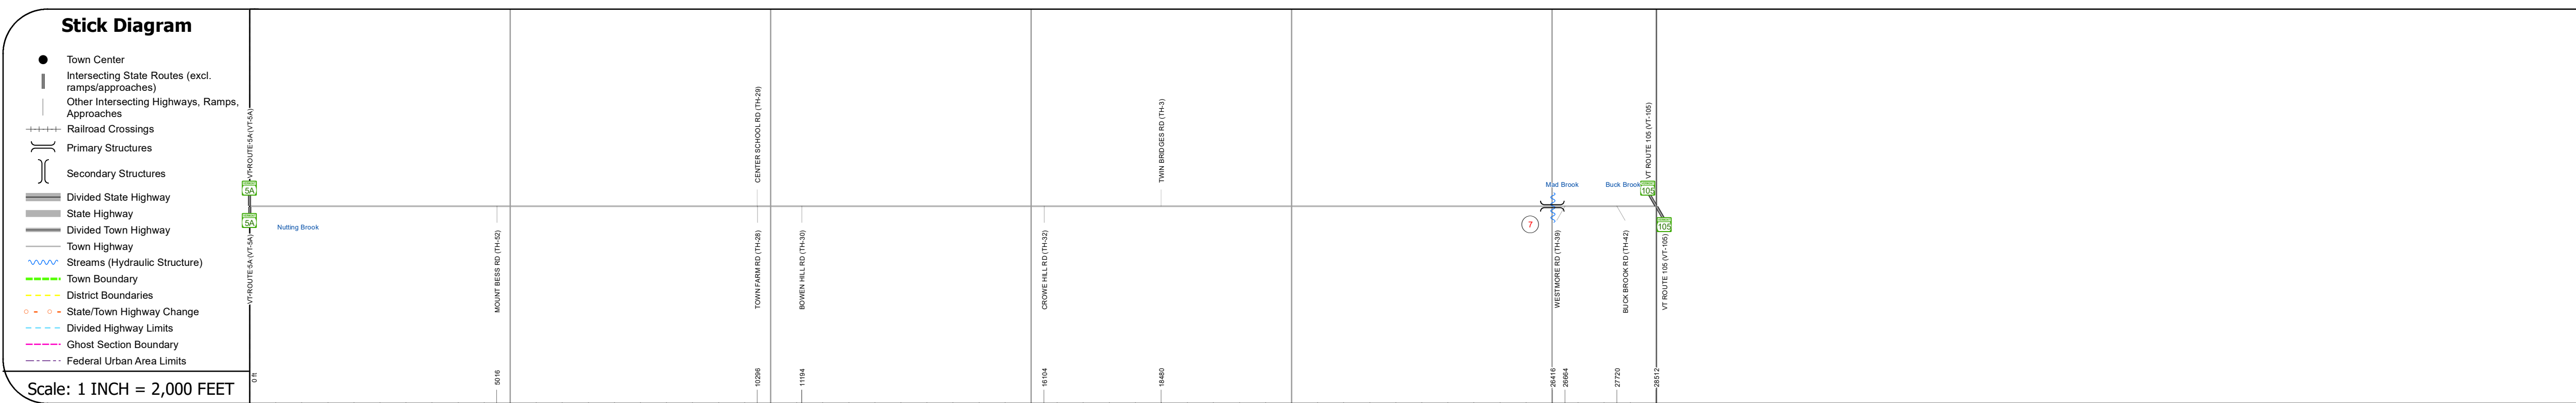 Stick Diagram
Town Center
Intersecting State Routes (excl.
ramps/approaches)
Other Intersecting Highways, Ramps,
Approaches
Railroad Crossings
Primary Structures
Secondary Structures
Divided State Highway
State Highway
Divided Town Highway
Town Highway
Streams (Hydraulic Structure)
Town Boundary
District Boundaries
State/Town Highway Change
Divided Highway Limits
Ghost Section Boundary
Federal Urban Area Limits
Scale: 1 INCH = 2,000 FEET
VT-ROUTE:5A (VT-5A)
5A
5A
VT-ROUTE:5A (VT-5A)
0 ft
Nutting Brook
MOUNT BESS RD (TH-52)
5016
CENTER SCHOOL RD (TH-29)
TOWN FARM RD (TH-28)
10296
BOWEN HILL RD (TH-30)
11194
CROWE HILL RD (TH-32)
16104
TWIN BRIDGES RD (TH-3)
18480
7
Mad Brook
WESTMORE RD (TH-39)
26416
26664
Buck Brook
BUCK BROOK RD (TH-42)
27720
VT ROUTE 105 (VT-105)
105
105
VT ROUTE 105 (VT-105)
28512